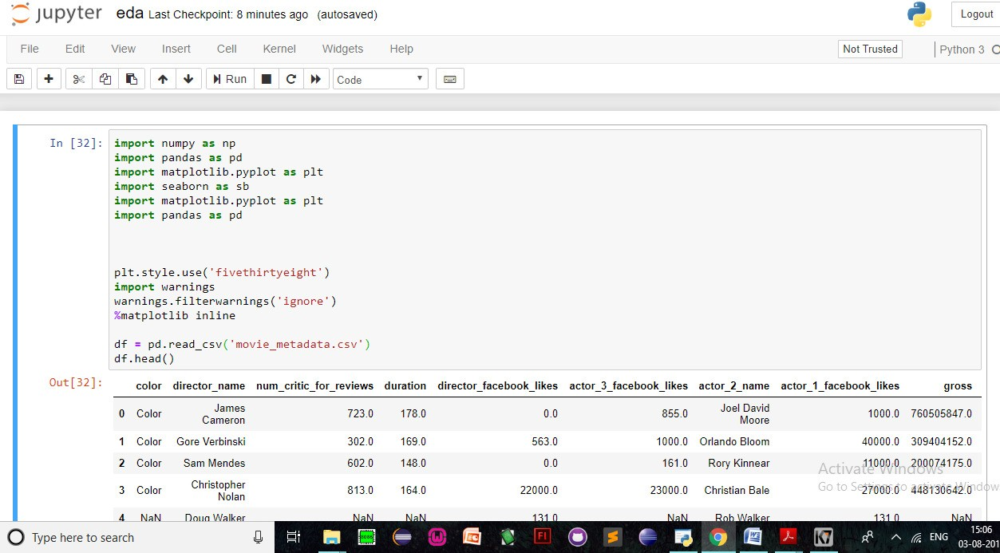 jupyter eda Last Checkpoint: 8 minutes ago (autosaved)
Logout
File Edit View Insert Cell Kernel Widgets Help
Not Trusted
Python 3
Run
Code
In [32]:
import numpy as np
import pandas as pd
import matplotlib.pyplot as plt
import seaborn as sb
import matplotlib.pyplot as plt
import pandas as pd
plt.style.use('fivethirtyeight')
import warnings
warnings.filterwarnings('ignore')
%matplotlib inline
df = pd.read_csv('movie_metadata.csv')
df.head()
Out[32]:
color director_name num_critic_for_reviews duration director_facebook_likes actor_3_facebook_likes actor_2_name actor_1_facebook_likes gross
0 Color James Cameron 723.0 178.0 0.0 855.0 Joel David Moore 1000.0 760505847.0
1 Color Gore Verbinski 302.0 169.0 563.0 1000.0 Orlando Bloom 40000.0 309404152.0
2 Color Sam Mendes 602.0 148.0 0.0 161.0 Rory Kinnear 11000.0 200074175.0
3 Color Christopher Nolan 813.0 164.0 22000.0 23000.0 Christian Bale 27000.0 448130642.0
4 NaN Doug Walker NaN NaN 131.0 NaN Rob Walker 131.0 NaN
Activate Windows
Go to Settings to activate Window
Type here to search
8085
FI
ENG
15:06
03-08-201